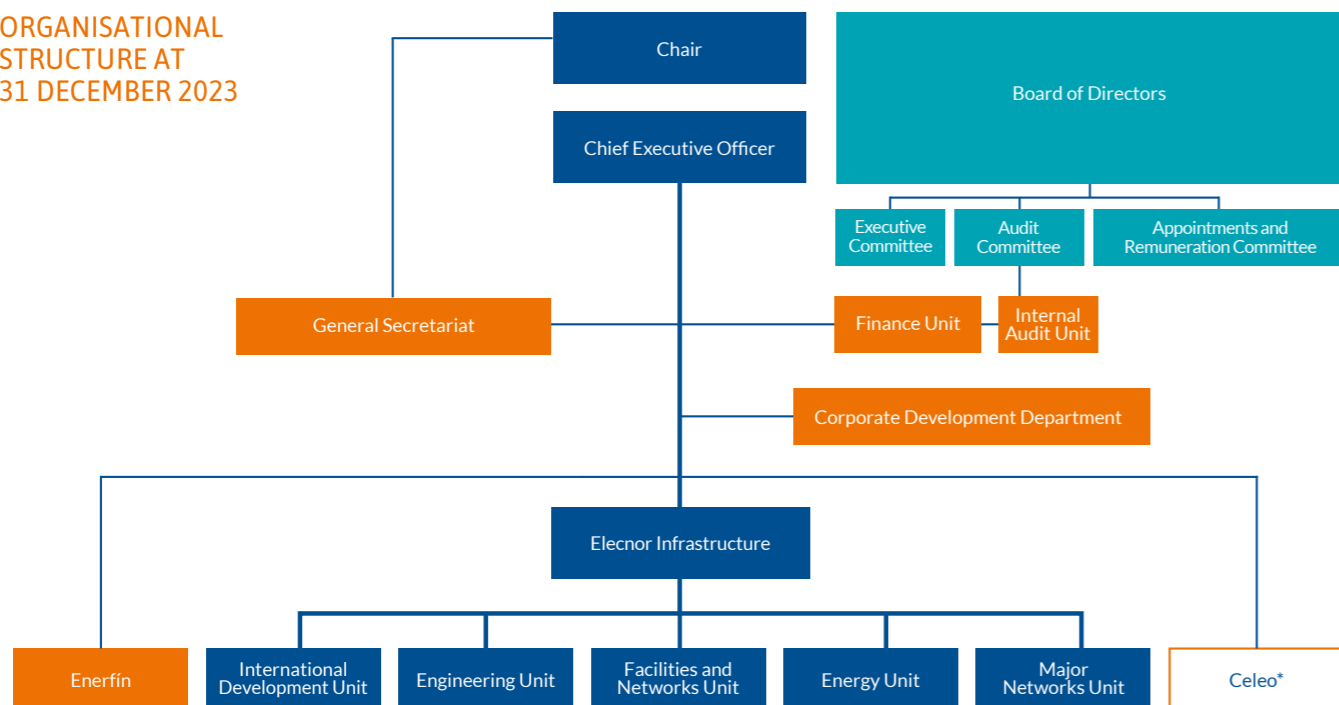 ORGANISATIONAL
STRUCTURE AT
31 DECEMBER 2023
Chair
Board of Directors
Chief Executive Officer
Executive
Committee
Audit
Committee
Appointments and
Remuneration Committee
General Secretariat
Finance Unit
Internal
Audit Unit
Corporate Development Department
Elecnor Infrastructure
Enerfín
International
Development Unit
Engineering Unit
Facilities and
Networks Unit
Energy Unit
Major
Networks Unit
Celeo*